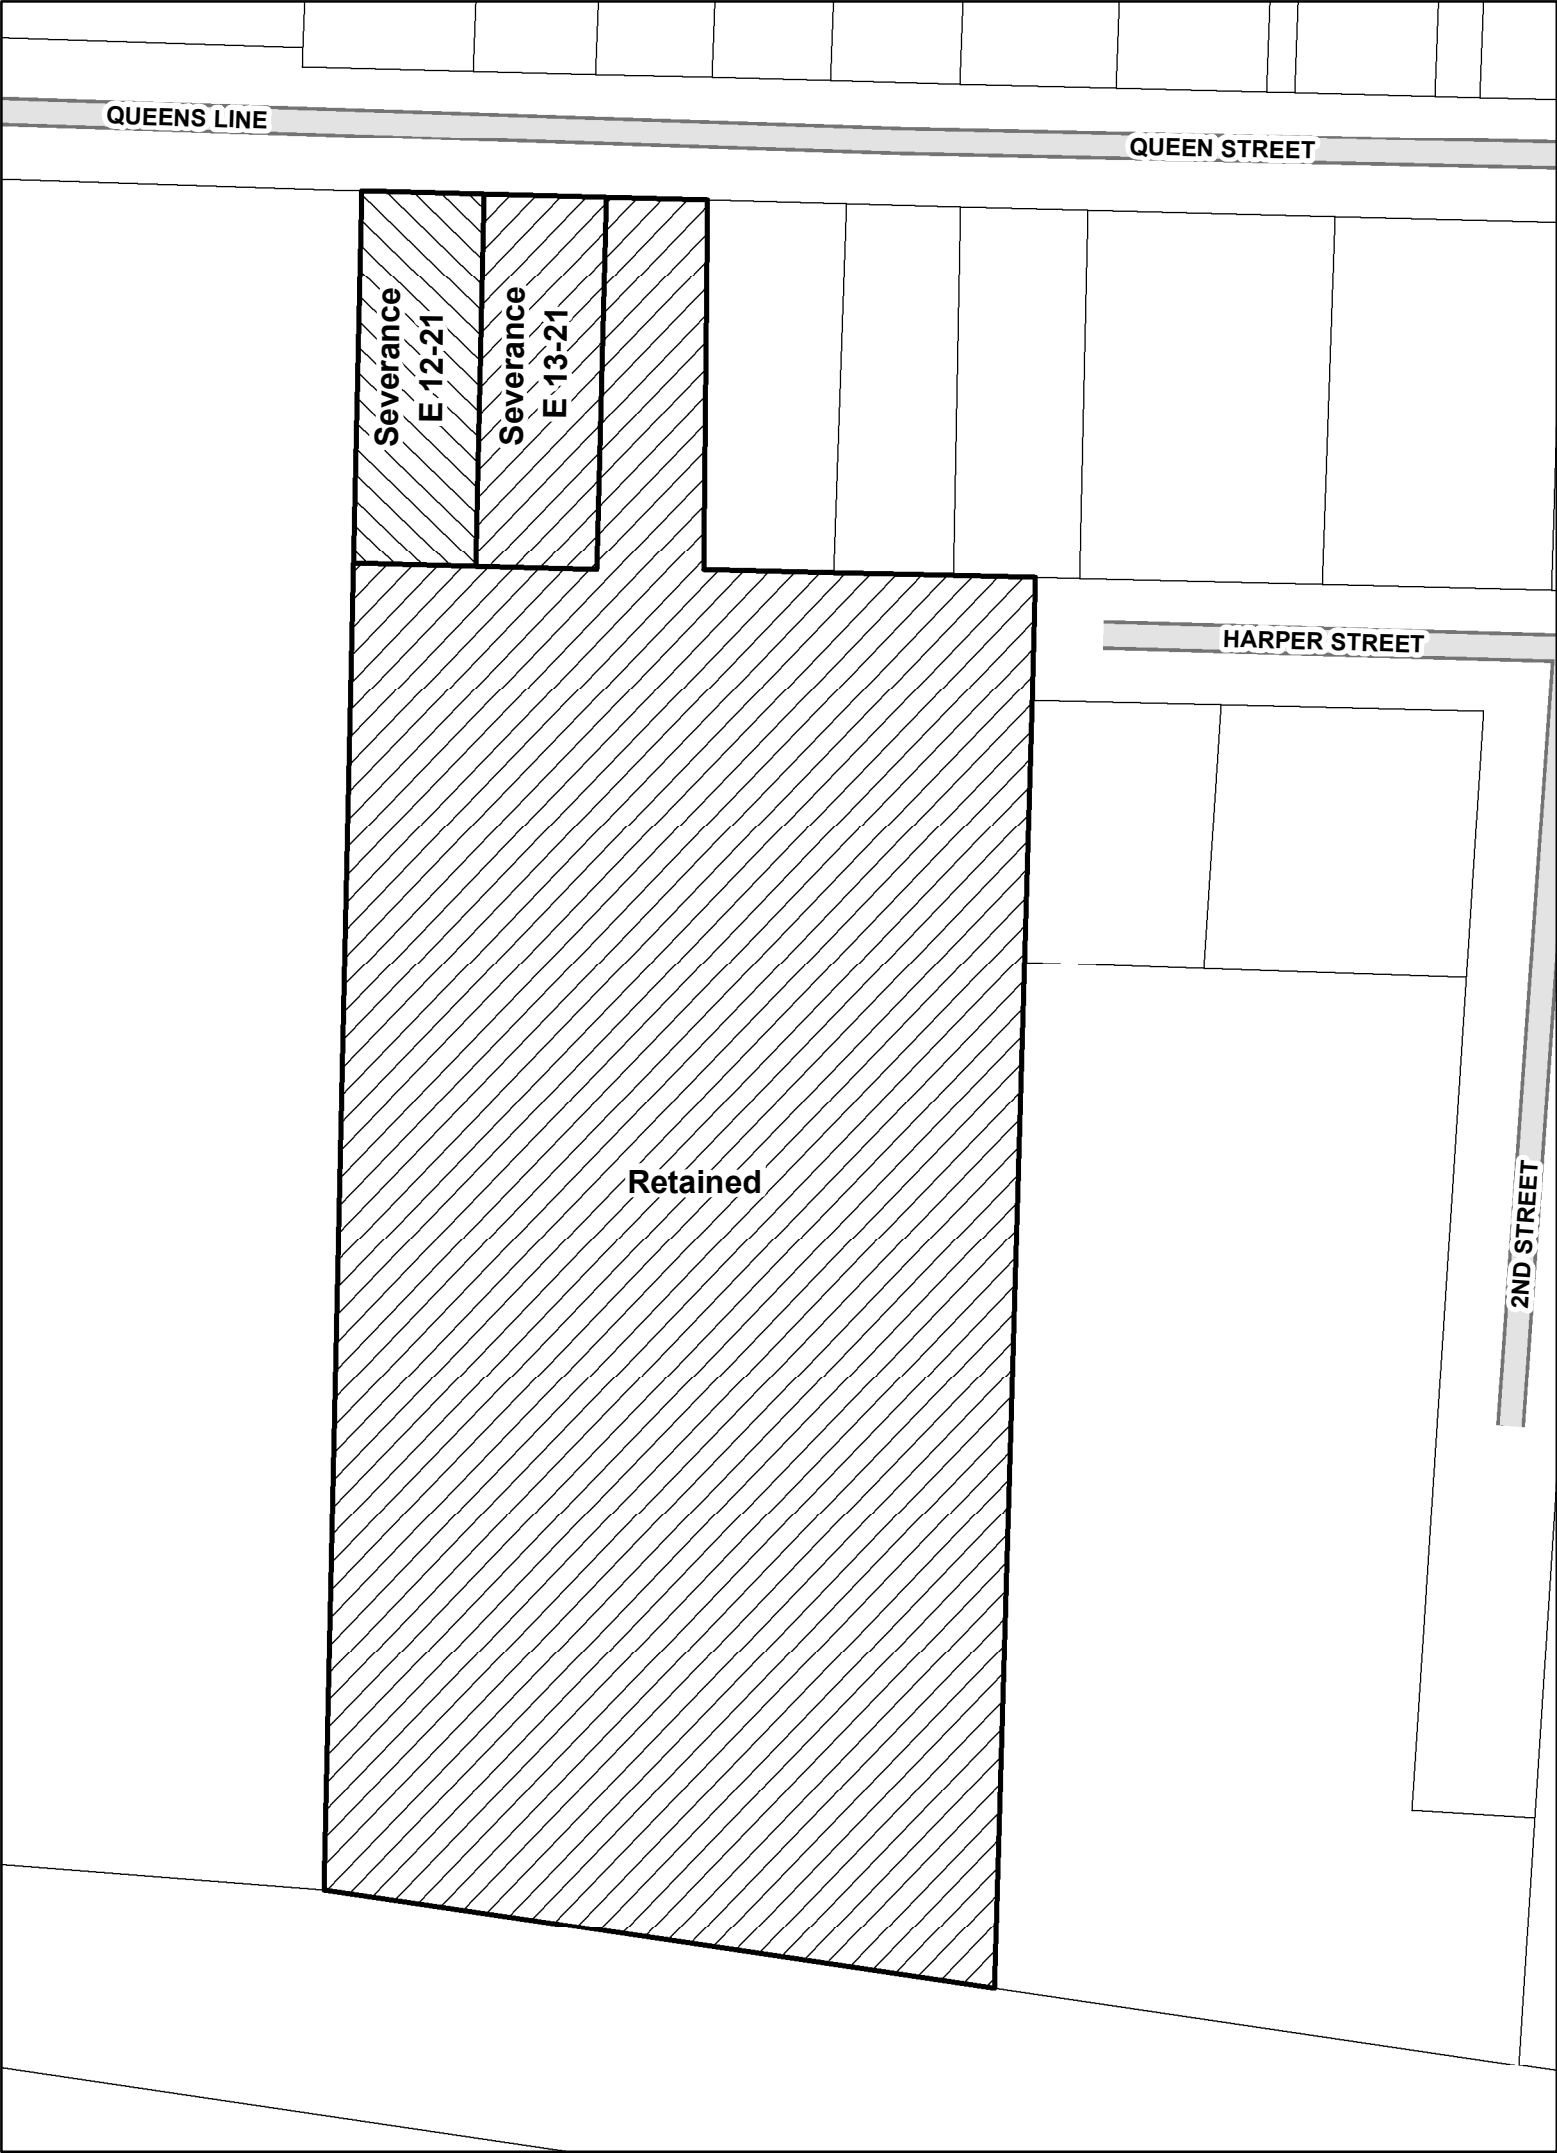 QUEENS LINE
QUEEN STREET
Severance
E 12-21
Severance
E 13-21
HARPER STREET
Retained
2ND STREET